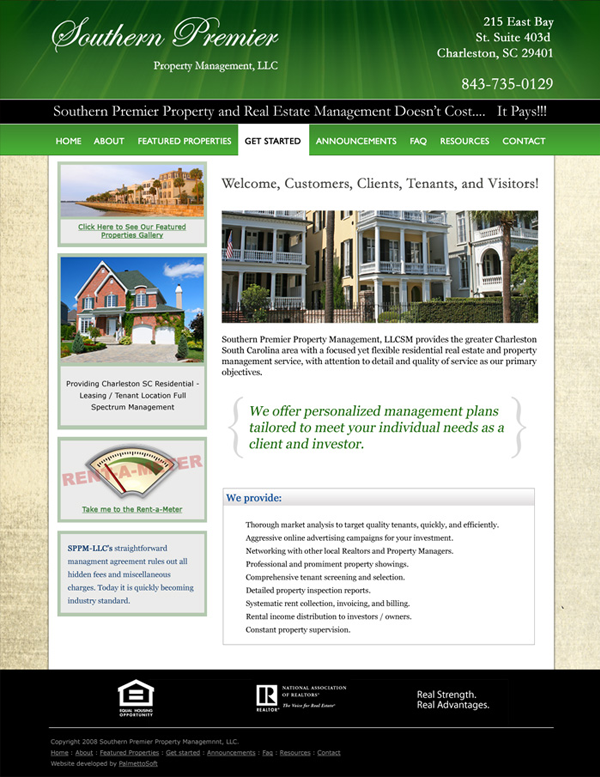 Southern Premier
Property Management, LLC
215 East Bay
St. Suite 403d
Charleston, SC 29401
843-735-0129
Southern Premier Property and Real Estate Management Doesn't Cost.... It Pays!!!
HOME ABOUT FEATURED PROPERTIES GET STARTED ANNOUNCEMENTS FAQ RESOURCES CONTACT
Click Here to See Our Featured
Properties Gallery
Providing Charleston SC Residential -
Leasing / Tenant Location Full
Spectrum Management
RENT-A-METER
Take me to the Rent-a-Meter
SPPM-LLC's straightforward
managment agreement rules out all
hidden fees and miscellaneous
charges. Today it is quickly becoming
industry standard.
Welcome, Customers, Clients, Tenants, and Visitors!
Southern Premier Property Management, LLCSM provides the greater Charleston
South Carolina area with a focused yet flexible residential real estate and property
management service, with attention to detail and quality of service as our primary
objectives.
We offer personalized management plans
tailored to meet your individual needs as a
client and investor.
We provide:
Thorough market analysis to target quality tenants, quickly, and efficiently.
Aggressive online advertising campaigns for your investment.
Networking with other local Realtors and Property Managers.
Professional and prominent property showings.
Comprehensive tenant screening and selection.
Detailed property inspection reports.
Systematic rent collection, invoicing, and billing.
Rental income distribution to investors / owners.
Constant property supervision.
EQUAL HOUSING
OPPORTUNITY
REALTOR®
NATIONAL ASSOCIATION
OF REALTORS®
The Voice for Real Estate®
Real Strength.
Real Advantages.
Copyright 2008 Southern Premier Property Managemnnt, LLC.
Home : About : Featured Properties : Get started : Announcements : Faq : Resources : Contact
Website developed by PalmettoSoft